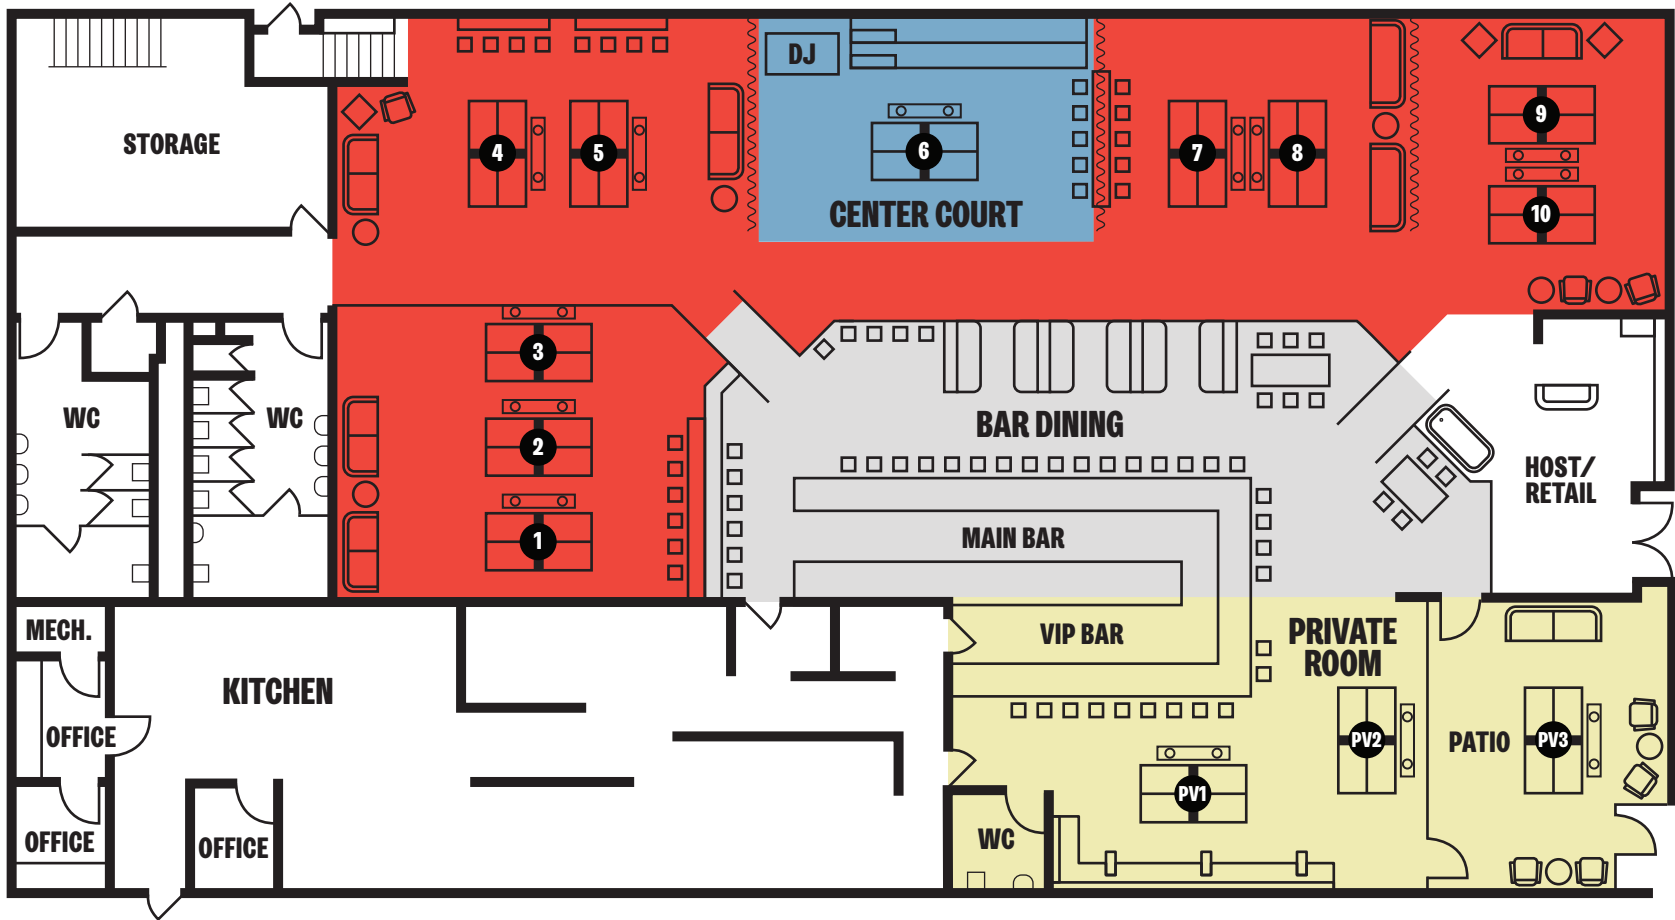 DJ
4
5
6
7
8
9
10
STORAGE
CENTER COURT
3
2
1
WC
WC
BAR DINING
HOST/
RETAIL
MAIN BAR
MECH.
VIP BAR
PRIVATE
ROOM
KITCHEN
OFFICE
PV2
PATIO
PV3
PV1
OFFICE
OFFICE
WC